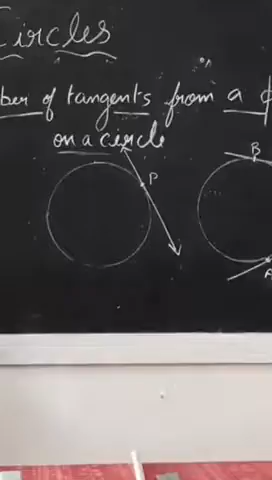 Circles
ber of tangents from a
on a circle
P
B
A